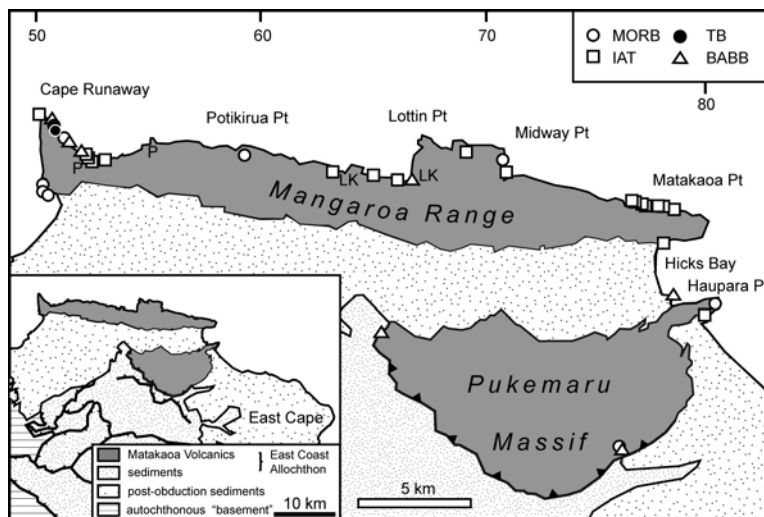 50
60
70
80
MORB TB
IAT BABB
Cape Runaway
Potikirua Pt
Lottin Pt
Midway Pt
P
P
LK
LK
Matakaoa Pt
Mangaroa Range
Hicks Bay
Haupara P
Pukemaru
Massif
East Cape
Matakaoa Volcanics
sediments
East Coast
Allochthon
post-obduction sediments
autochthonous "basement"
10 km
5 km